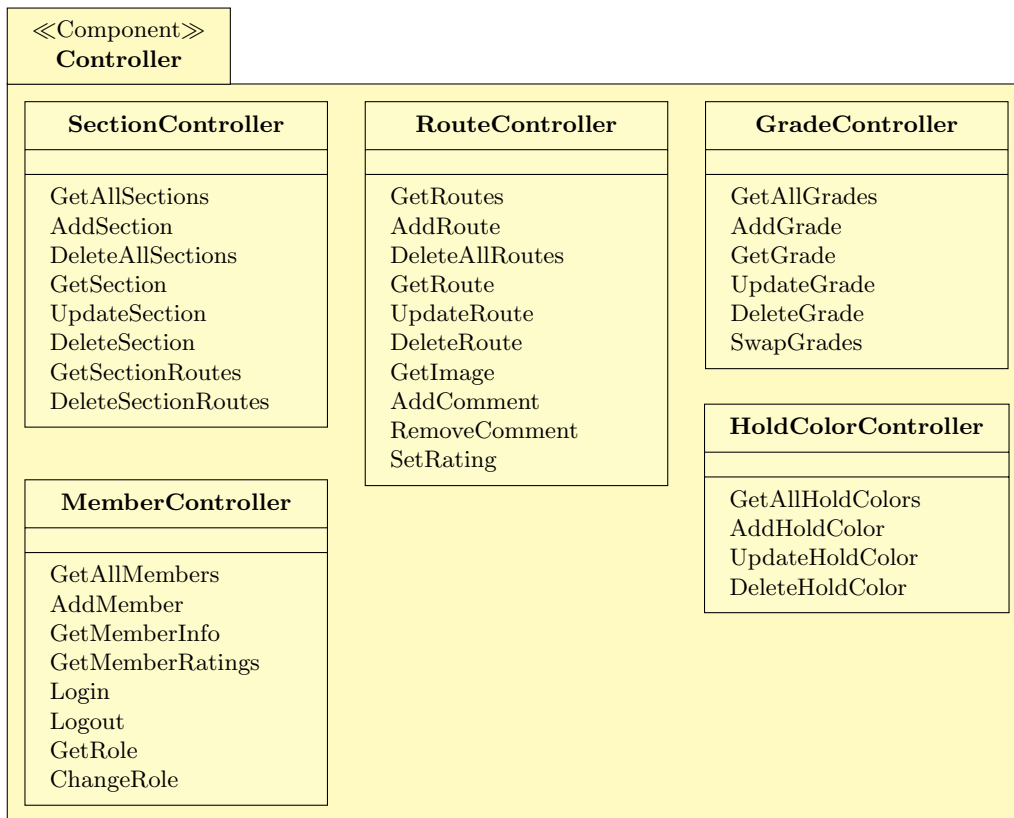 ≪Component≫
Controller
SectionController
GetAllSections
AddSection
DeleteAllSections
GetSection
UpdateSection
DeleteSection
GetSectionRoutes
DeleteSectionRoutes
RouteController
GetRoutes
AddRoute
DeleteAllRoutes
GetRoute
UpdateRoute
DeleteRoute
GetImage
AddComment
RemoveComment
SetRating
GradeController
GetAllGrades
AddGrade
GetGrade
UpdateGrade
DeleteGrade
SwapGrades
MemberController
GetAllMembers
AddMember
GetMemberInfo
GetMemberRatings
Login
Logout
GetRole
ChangeRole
HoldColorController
GetAllHoldColors
AddHoldColor
UpdateHoldColor
DeleteHoldColor